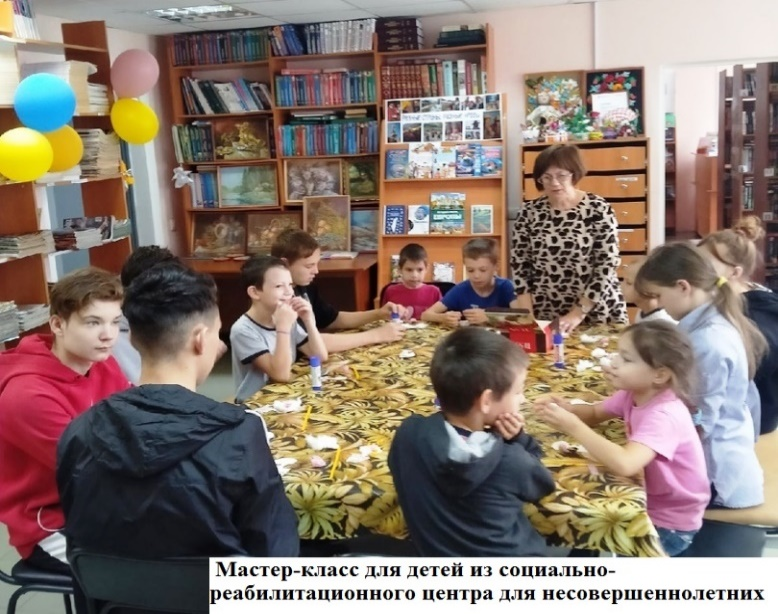 Мастер-класс для детей из социально-
реабилитационного центра для несовершеннолетних